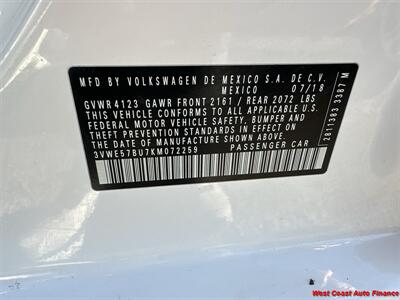 MFD BY VOLKSWAGEN DE MEXICO S.A. DE C.V.
MEXICO 07/18
GVWR 4123 GAWR FRONT 2161 / REAR 2072 LBS
THIS VEHICLE CONFORMS TO ALL APPLICABLE U.S.
FEDERAL MOTOR VEHICLE SAFETY, BUMPER AND
THEFT PREVENTION STANDARDS IN EFFECT ON
THE DATE OF MANUFACTURE SHOWN ABOVE.
3VWE57BU7KM072259 PASSENGER CAR
2811383 3387 M
West Coast Auto Finance